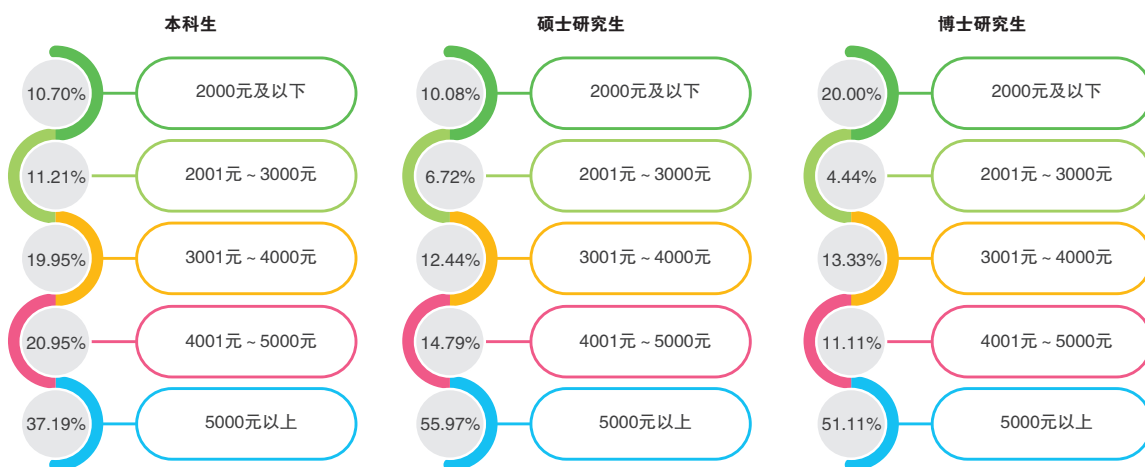 本科生
硕士研究生
博士研究生
10.70%
2000元及以下
10.08%
2000元及以下
20.00%
2000元及以下
11.21%
2001元~3000元
6.72%
2001元~3000元
4.44%
2001元~3000元
19.95%
3001元~4000元
12.44%
3001元~4000元
13.33%
3001元~4000元
20.95%
4001元~5000元
14.79%
4001元~5000元
11.11%
4001元~5000元
37.19%
5000元以上
55.97%
5000元以上
51.11%
5000元以上